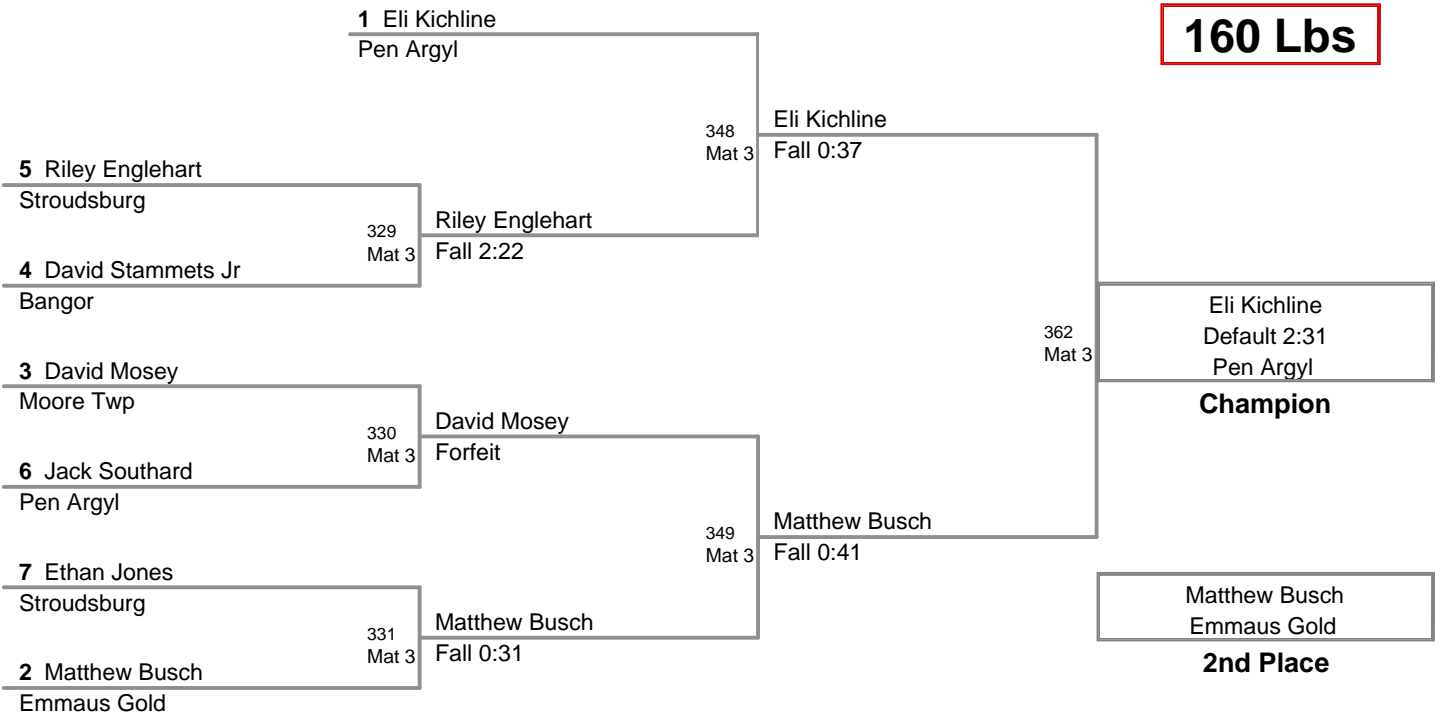 1 Eli Kichline
Pen Argyl
160 Lbs
348
Mat 3
Eli Kichline
Fall 0:37
5 Riley Englehart
Stroudsburg
329
Mat 3
Riley Englehart
Fall 2:22
4 David Stammets Jr
Bangor
362
Mat 3
Eli Kichline
Default 2:31
Pen Argyl
Champion
3 David Mosey
Moore Twp
330
Mat 3
David Mosey
Forfeit
6 Jack Southard
Pen Argyl
349
Mat 3
Matthew Busch
Fall 0:41
7 Ethan Jones
Stroudsburg
331
Mat 3
Matthew Busch
Fall 0:31
2 Matthew Busch
Emmaus Gold
Matthew Busch
Emmaus Gold
2nd Place